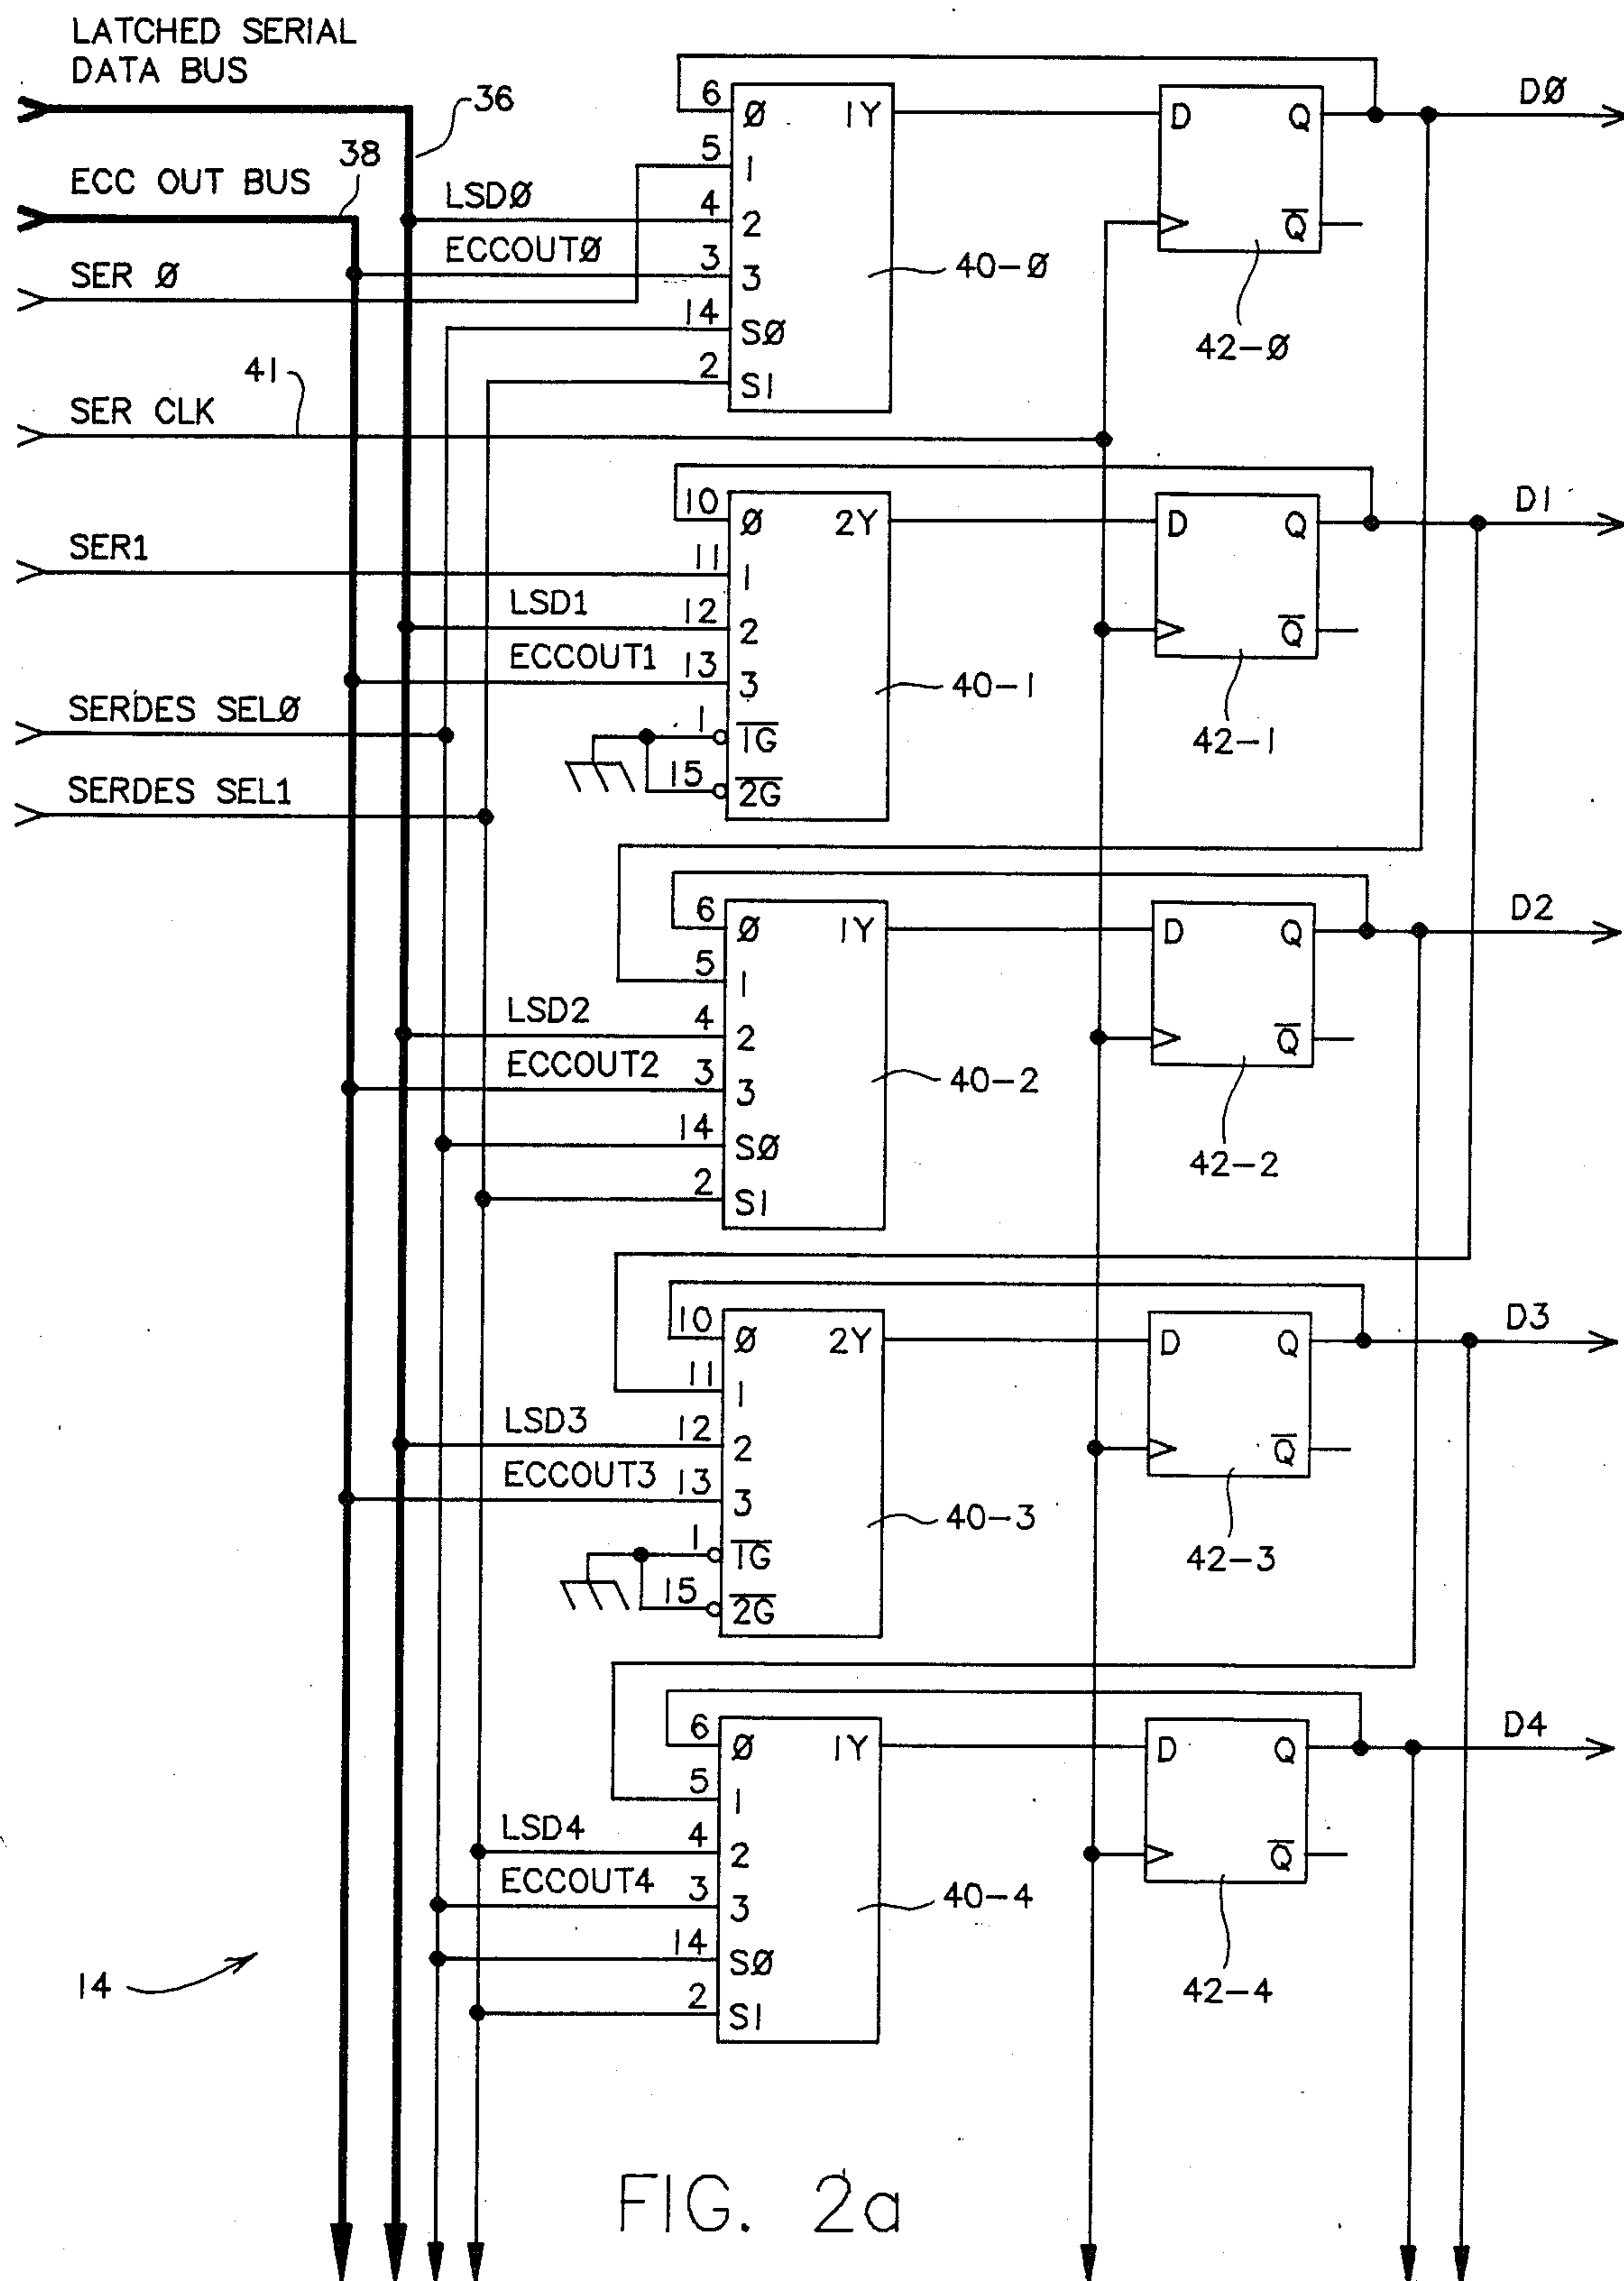 LATCHED SERIAL
DATA BUS
36
ECC OUT BUS
38
SER Ø
41
SER CLK
SER1
SERDES SELØ
SERDES SEL1
6 Ø 1Y
5 1
LSDØ 4 2
ECCOUTØ 3 3
14 SØ
2 S1
40-Ø
D Q
Q̅
42-Ø
DØ
10 Ø 2Y
11 1
LSD1 12 2
ECCOUT1 13 3
1 1G̅
15 2G̅
40-1
D Q
Q̅
42-1
D1
6 Ø 1Y
5 1
LSD2 4 2
ECCOUT2 3 3
14 SØ
2 S1
40-2
D Q
Q̅
42-2
D2
10 Ø 2Y
11 1
LSD3 12 2
ECCOUT3 13 3
1 1G̅
15 2G̅
40-3
D Q
Q̅
42-3
D3
6 Ø 1Y
5 1
LSD4 4 2
ECCOUT4 3 3
14 SØ
2 S1
40-4
D Q
Q̅
42-4
D4
14
FIG. 2a